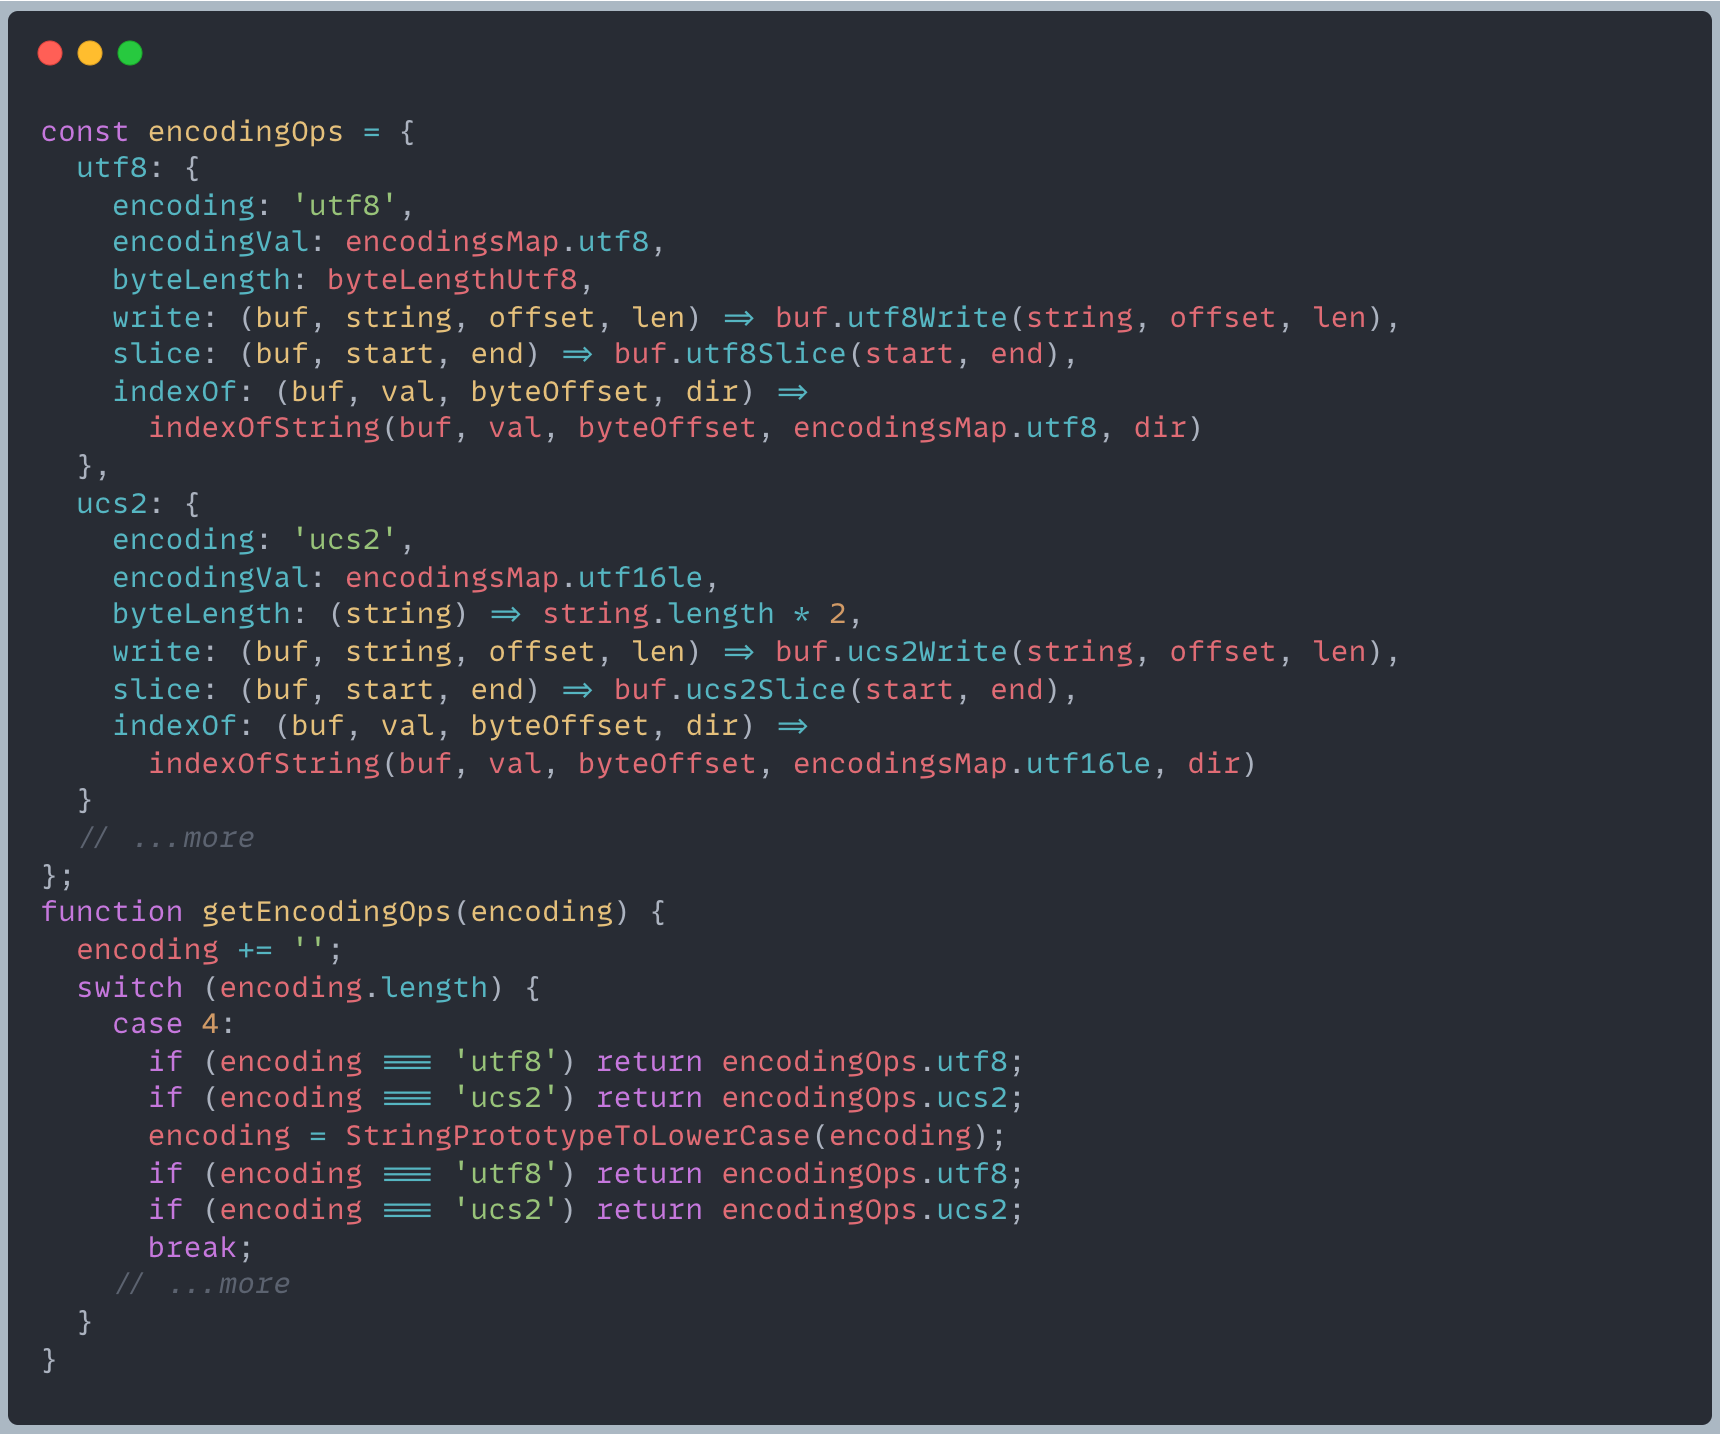 const encodingOps = {
  utf8: {
    encoding: 'utf8',
    encodingVal: encodingsMap.utf8,
    byteLength: byteLengthUtf8,
    write: (buf, string, offset, len) => buf.utf8Write(string, offset, len),
    slice: (buf, start, end) => buf.utf8Slice(start, end),
    indexOf: (buf, val, byteOffset, dir) =>
      indexOfString(buf, val, byteOffset, encodingsMap.utf8, dir)
  },
  ucs2: {
    encoding: 'ucs2',
    encodingVal: encodingsMap.utf16le,
    byteLength: (string) => string.length * 2,
    write: (buf, string, offset, len) => buf.ucs2Write(string, offset, len),
    slice: (buf, start, end) => buf.ucs2Slice(start, end),
    indexOf: (buf, val, byteOffset, dir) =>
      indexOfString(buf, val, byteOffset, encodingsMap.utf16le, dir)
  }
  // ...more
};
function getEncodingOps(encoding) {
  encoding += '';
  switch (encoding.length) {
    case 4:
      if (encoding === 'utf8') return encodingOps.utf8;
      if (encoding === 'ucs2') return encodingOps.ucs2;
      encoding = StringPrototypeToLowerCase(encoding);
      if (encoding === 'utf8') return encodingOps.utf8;
      if (encoding === 'ucs2') return encodingOps.ucs2;
      break;
    // ...more
  }
}